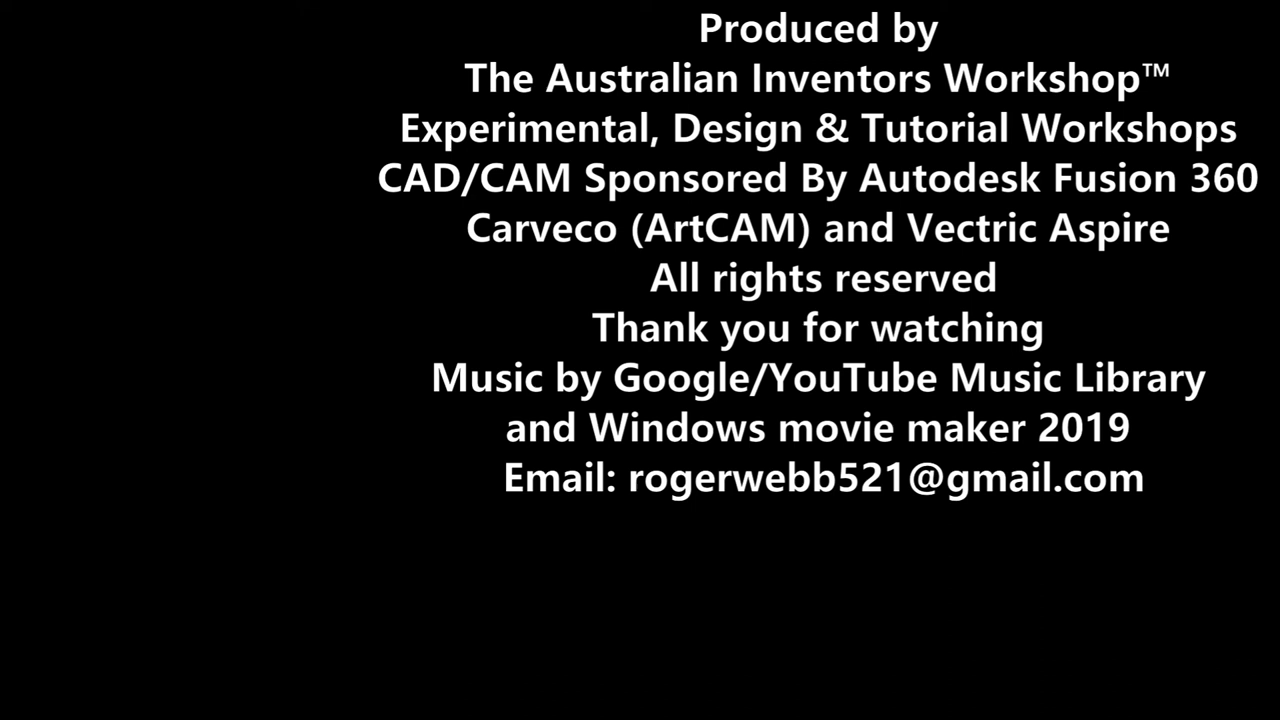 Produced by
The Australian Inventors Workshop™
Experimental, Design & Tutorial Workshops
CAD/CAM Sponsored By Autodesk Fusion 360
Carveco (ArtCAM) and Vectric Aspire
All rights reserved
Thank you for watching
Music by Google/YouTube Music Library
and Windows movie maker 2019
Email: rogerwebb521@gmail.com